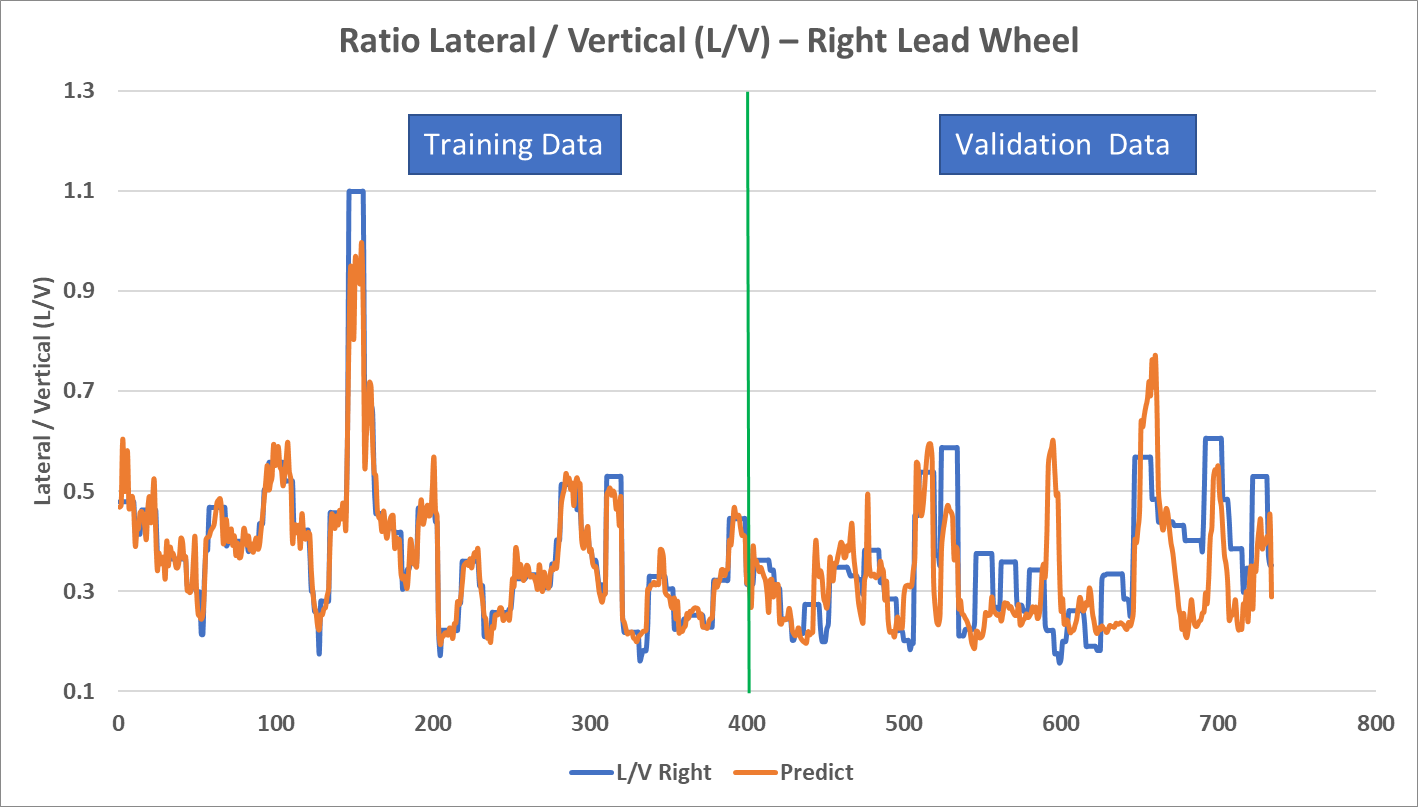 Ratio Lateral / Vertical (L/V) – Right Lead Wheel
1.3
Training Data
Validation  Data
1.1
0.9
Lateral / Vertical (L/V)
0.7
0.5
0.3
0.1
0 100 200 300 400 500 600 700 800
L/V Right Predict